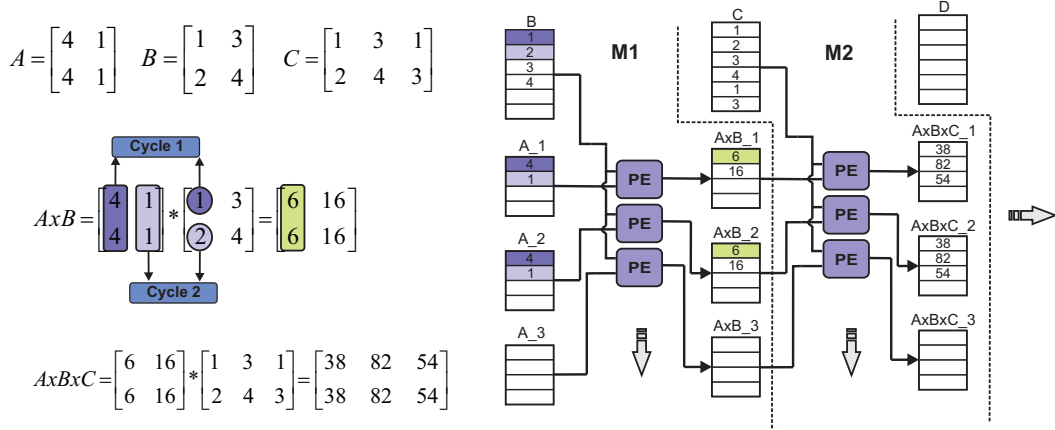 A = [4 1 B = [1 3 C = [1 3 1
4 1] 2 4] 2 4 3]
Cycle 1
AxB = [4 1 * [1 3 = [6 16
4 1] 2 4] 6 16]
Cycle 2
AxBxC = [6 16 * [1 3 1 = [38 82 54
6 16] 2 4 3] 38 82 54]
B
1
2
3
4
M1
C
1
2
3
4
1
3
M2
D
A_1
4
1
PE
AxB_1
6
16
PE
AxBxC_1
38
82
54
A_2
4
1
PE
AxB_2
6
16
PE
AxBxC_2
38
82
54
PE
PE
A_3
AxB_3
AxBxC_3